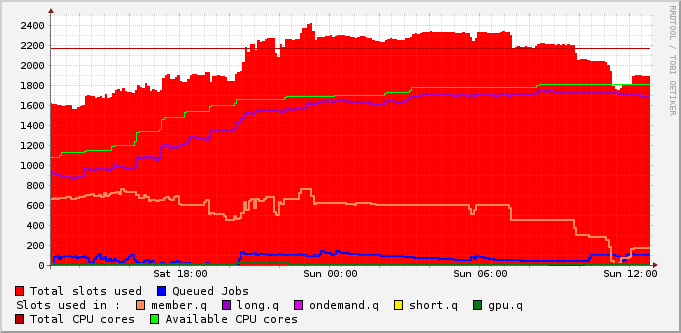 RRDTOOL / TOBI OETIKER
2400
2200
2000
1800
1600
1400
1200
1000
800
600
400
200
0
Sat 18:00 Sun 00:00 Sun 06:00 Sun 12:00
Total slots used Queued Jobs
Slots used in : member.q long.q ondemand.q short.q gpu.q
Total CPU cores Available CPU cores